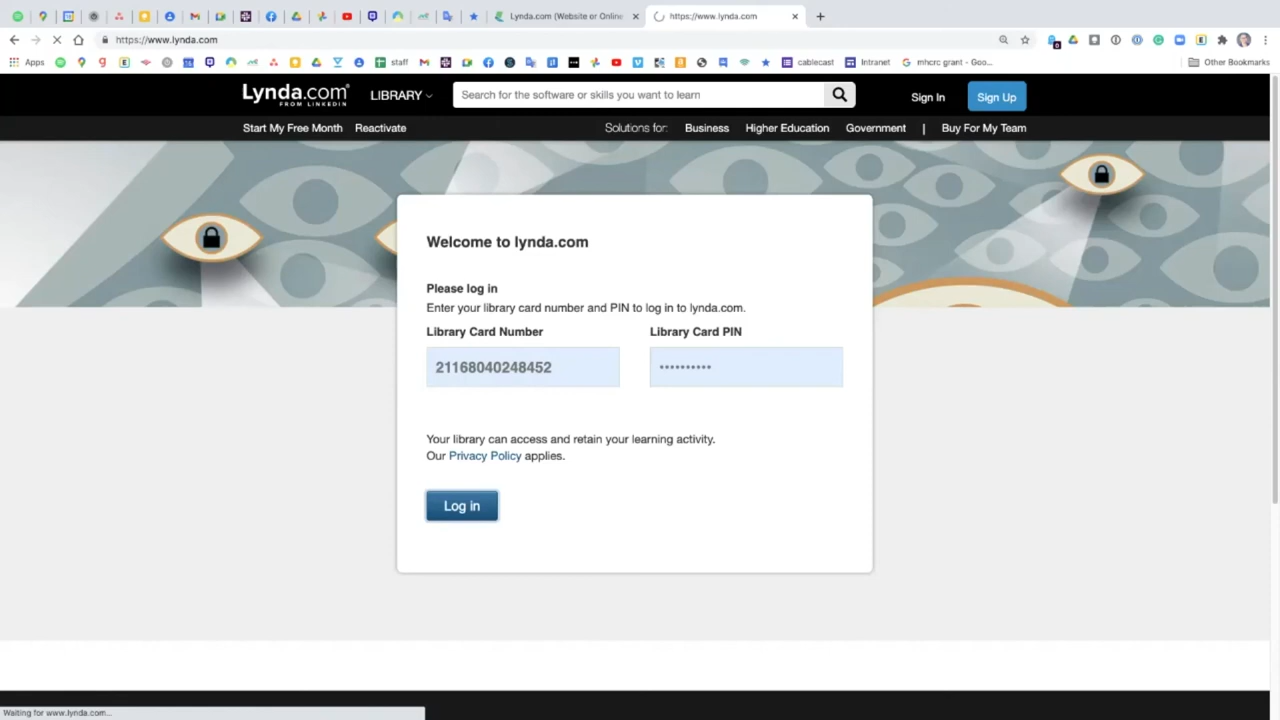 Lynda.com (Website or Online
https://www.lynda.com
https://www.lynda.com
Apps
staff
cablecast
Intranet
mhcrc grant - Goo...
Other Bookmarks
Lynda.com
FROM LINKEDIN
LIBRARY
Search for the software or skills you want to learn
Sign In
Sign Up
Start My Free Month
Reactivate
Solutions for:
Business
Higher Education
Government
|
Buy For My Team
Welcome to lynda.com
Please log in
Enter your library card number and PIN to log in to lynda.com.
Library Card Number
Library Card PIN
21168040248452
••••••••••
Your library can access and retain your learning activity.
Our Privacy Policy applies.
Log in
Waiting for www.lynda.com...